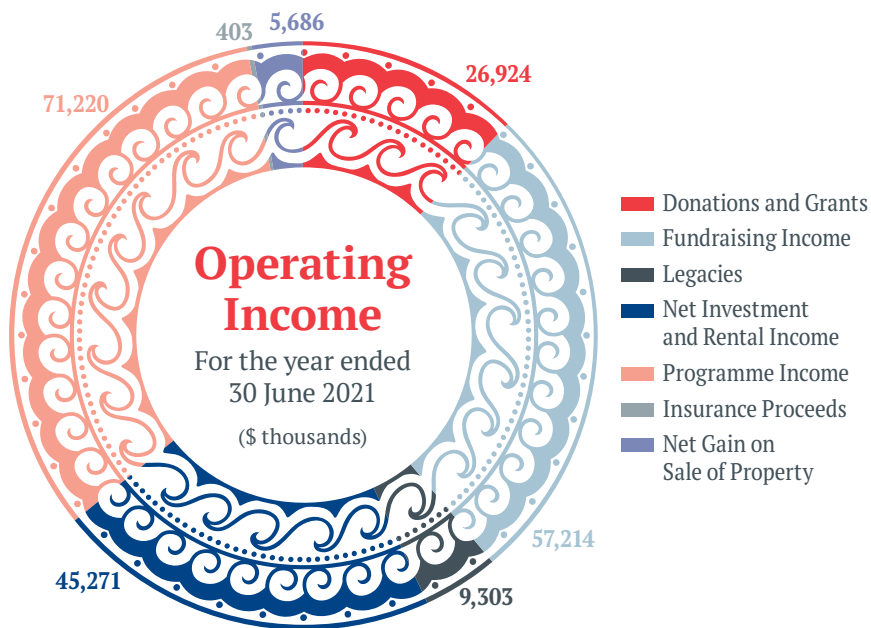 403
5,686
26,924
71,220
Operating
Income
For the year ended
30 June 2021
($ thousands)
57,214
9,303
45,271
Donations and Grants
Fundraising Income
Legacies
Net Investment
and Rental Income
Programme Income
Insurance Proceeds
Net Gain on
Sale of Property